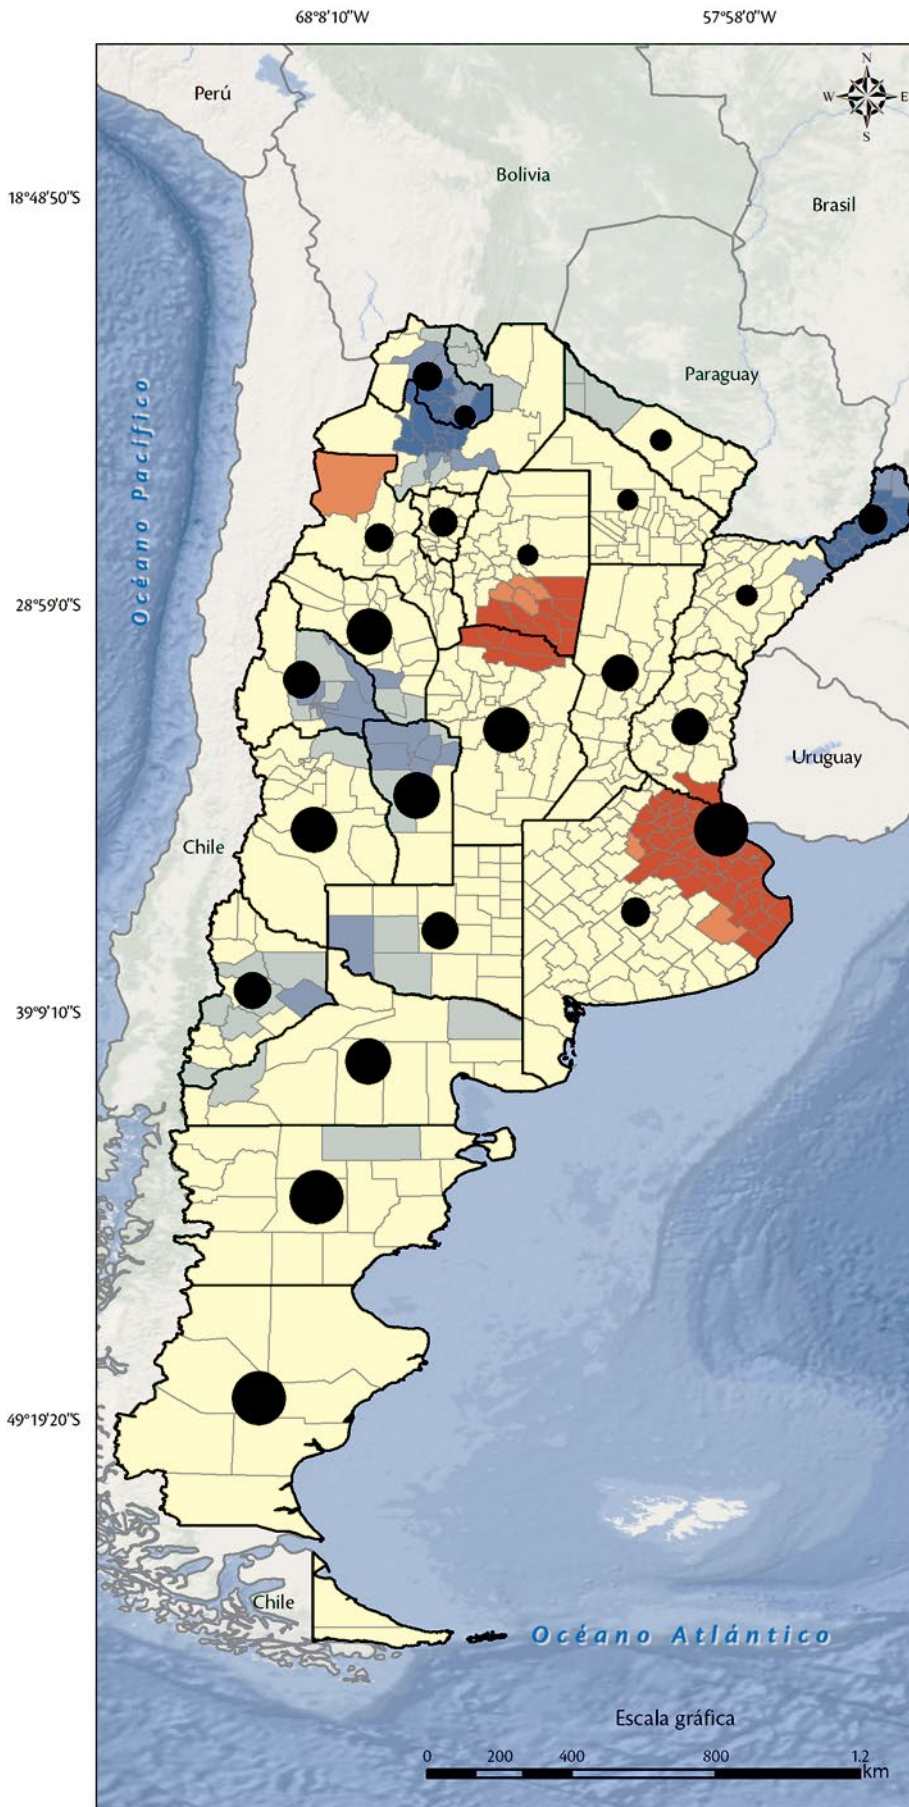 68°8'10"W 57°58'0"W
N
W E
S
Perú
Bolivia
Brasil
18°48'50"S
Paraguay
Océano Pacífico
28°59'0"S
Uruguay
Chile
39°9'10"S
49°19'20"S
Chile
Océano Atlántico
Escala gráfica
0 200 400 800 1.2
km